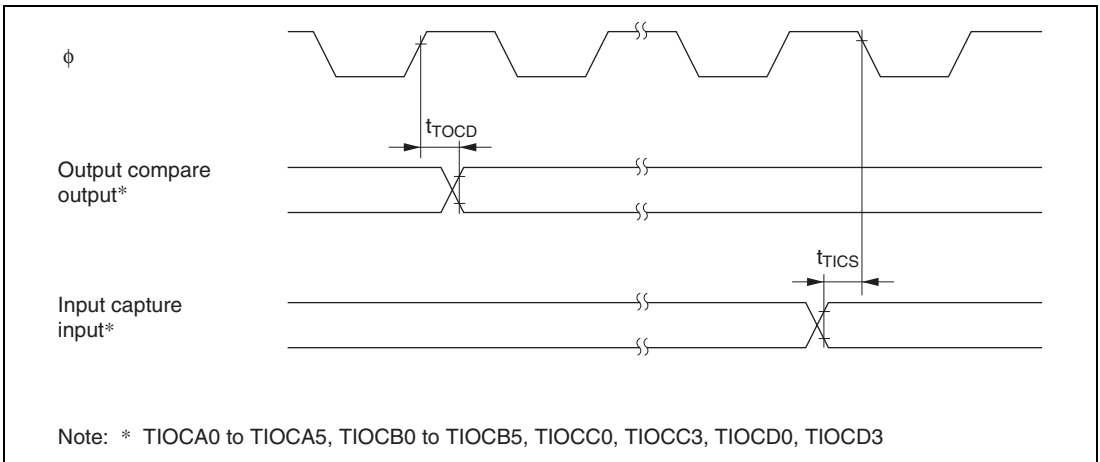 ϕ
tTOCD
Output compare
output*
tTICS
Input capture
input*
Note: * TIOCA0 to TIOCA5, TIOCB0 to TIOCB5, TIOCC0, TIOCC3, TIOCD0, TIOCD3